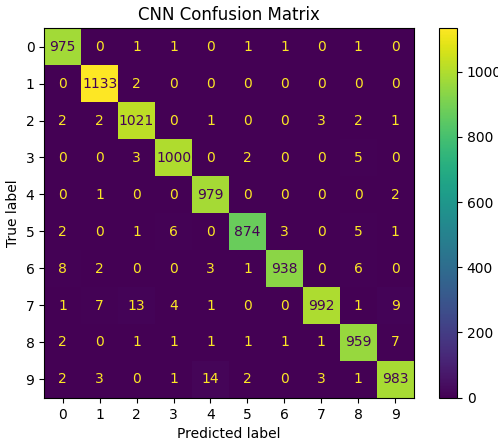 CNN Confusion Matrix
0 975 0 1 1 0 1 1 0 1 0
1 0 1133 2 0 0 0 0 0 0 0
2 2 2 1021 0 1 0 0 3 2 1
3 0 0 3 1000 0 2 0 0 5 0
4 0 1 0 0 979 0 0 0 0 2
5 2 0 1 6 0 874 3 0 5 1
6 8 2 0 0 3 1 938 0 6 0
7 1 7 13 4 1 0 0 992 1 9
8 2 0 1 1 1 1 1 1 959 7
9 2 3 0 1 14 2 0 3 1 983
0 1 2 3 4 5 6 7 8 9
Predicted label
True label
1000
800
600
400
200
0